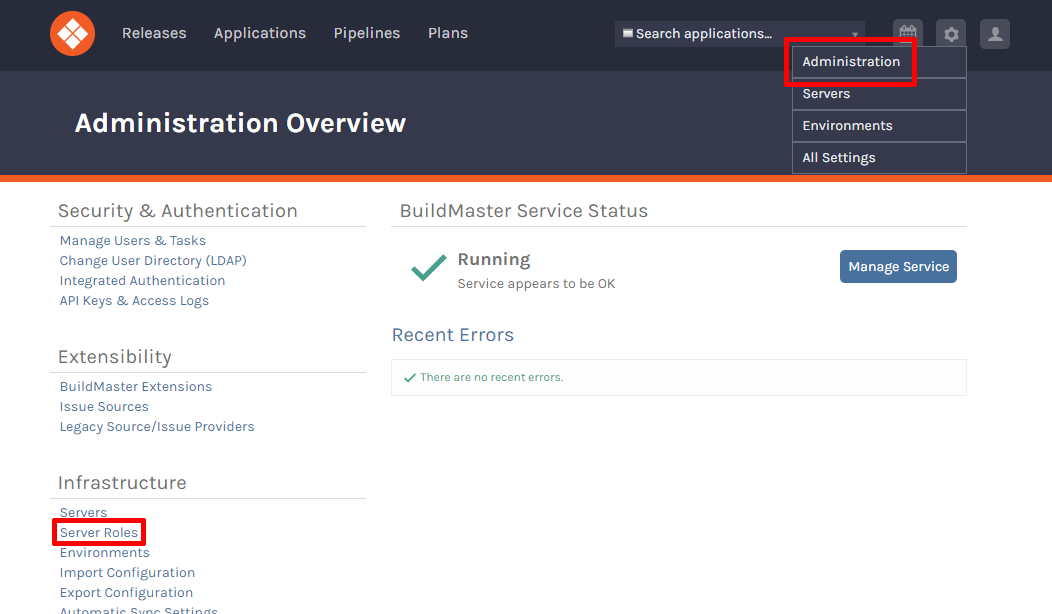 Releases Applications Pipelines Plans Search applications...
Administration
Servers
Environments
All Settings
Administration Overview
Security & Authentication
Manage Users & Tasks
Change User Directory (LDAP)
Integrated Authentication
API Keys & Access Logs
Extensibility
BuildMaster Extensions
Issue Sources
Legacy Source/Issue Providers
Infrastructure
Servers
Server Roles
Environments
Import Configuration
Export Configuration
Automatic Sync Settings
BuildMaster Service Status
Running
Service appears to be OK
Manage Service
Recent Errors
There are no recent errors.